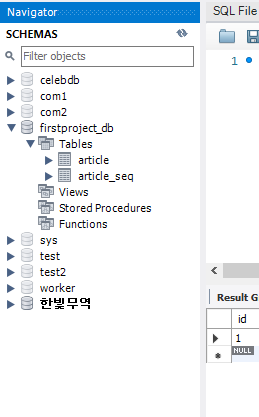 Navigator
SCHEMAS
Filter objects
celebdb
com1
com2
firstproject_db
Tables
article
article_seq
Views
Stored Procedures
Functions
sys
test
test2
worker
한빛무역
SQL File
1
Result G
id
1
NULL